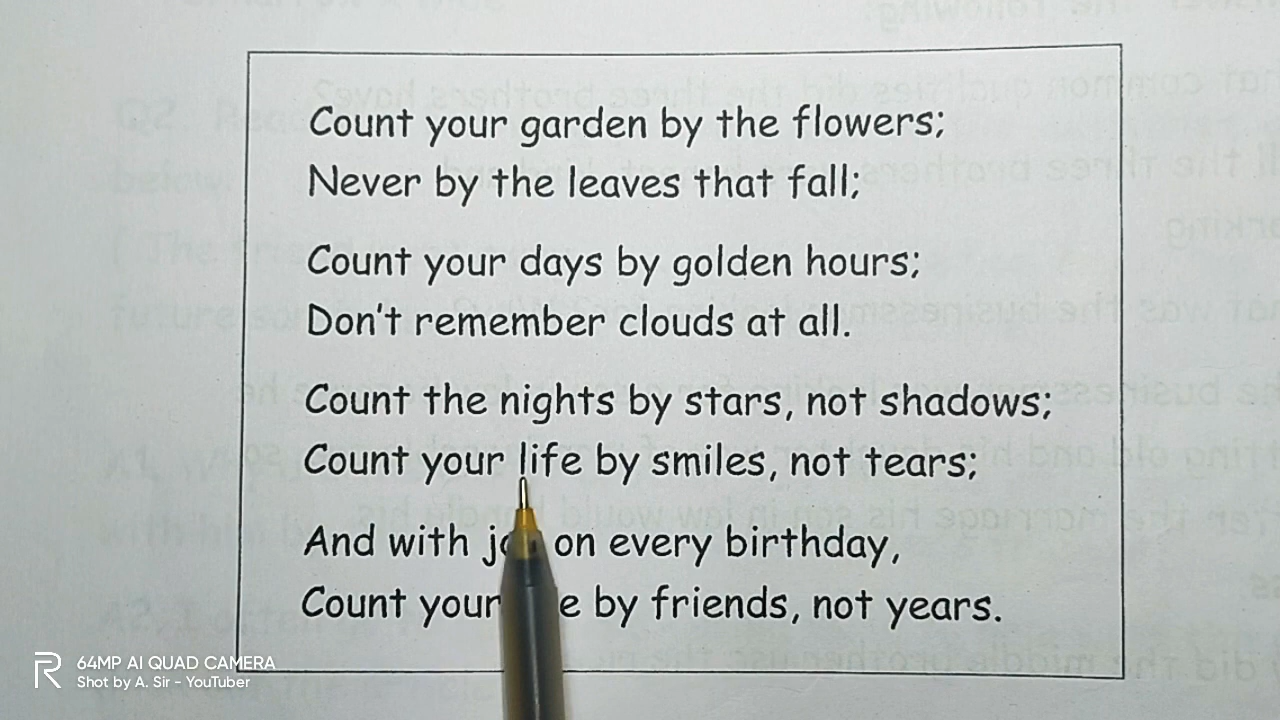 Count your garden by the flowers;
Never by the leaves that fall;
Count your days by golden hours;
Don't remember clouds at all.
Count the nights by stars, not shadows;
Count your life by smiles, not tears;
And with on every birthday,
Count your by friends, not years.
64MP AI QUAD CAMERA
Shot by A. Sir - YouTuber